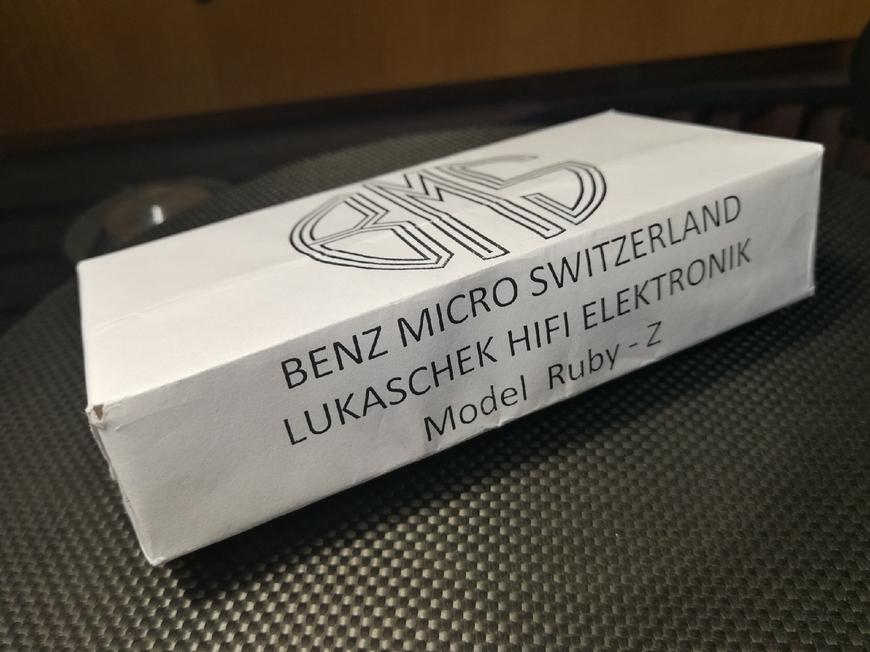 BMS
BENZ MICRO SWITZERLAND
LUKASCHEK HIFI ELEKTRONIK
Model Ruby - Z